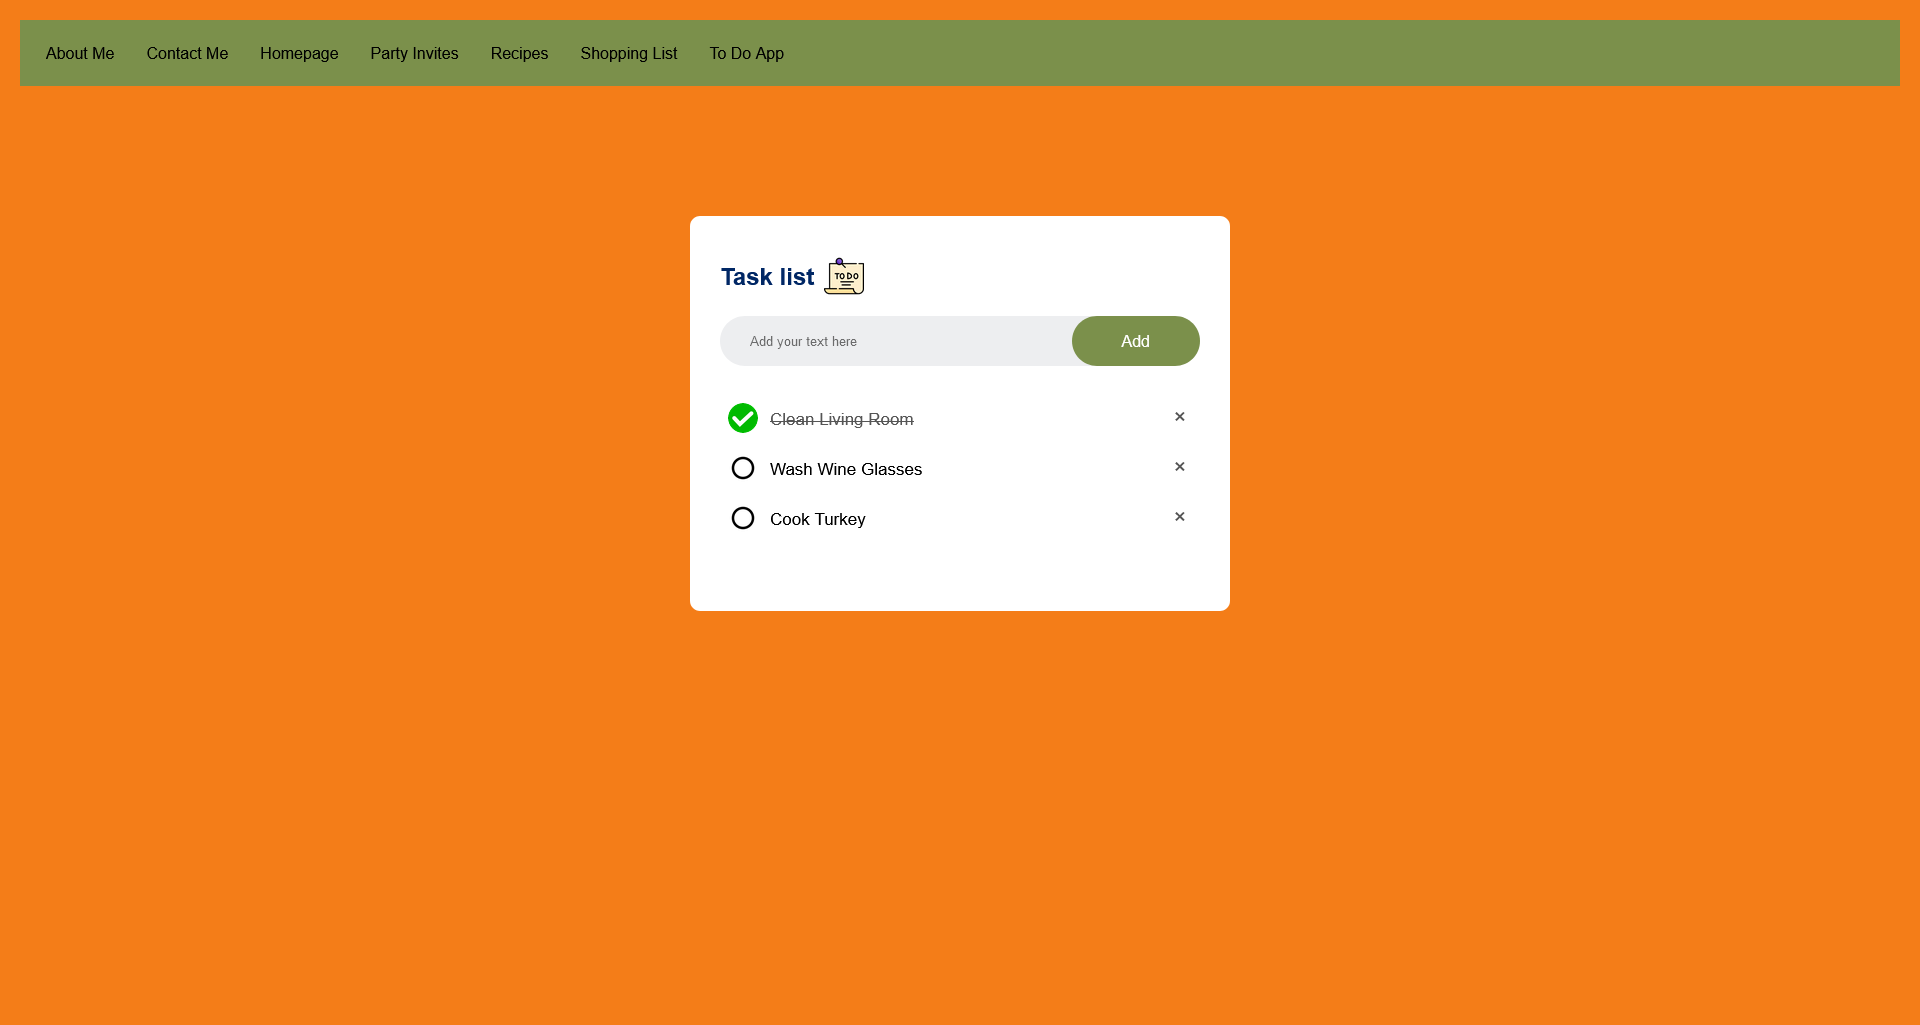 About Me Contact Me Homepage Party Invites Recipes Shopping List To Do App
Task list TO DO
Add your text here Add
Clean Living Room ×
Wash Wine Glasses ×
Cook Turkey ×